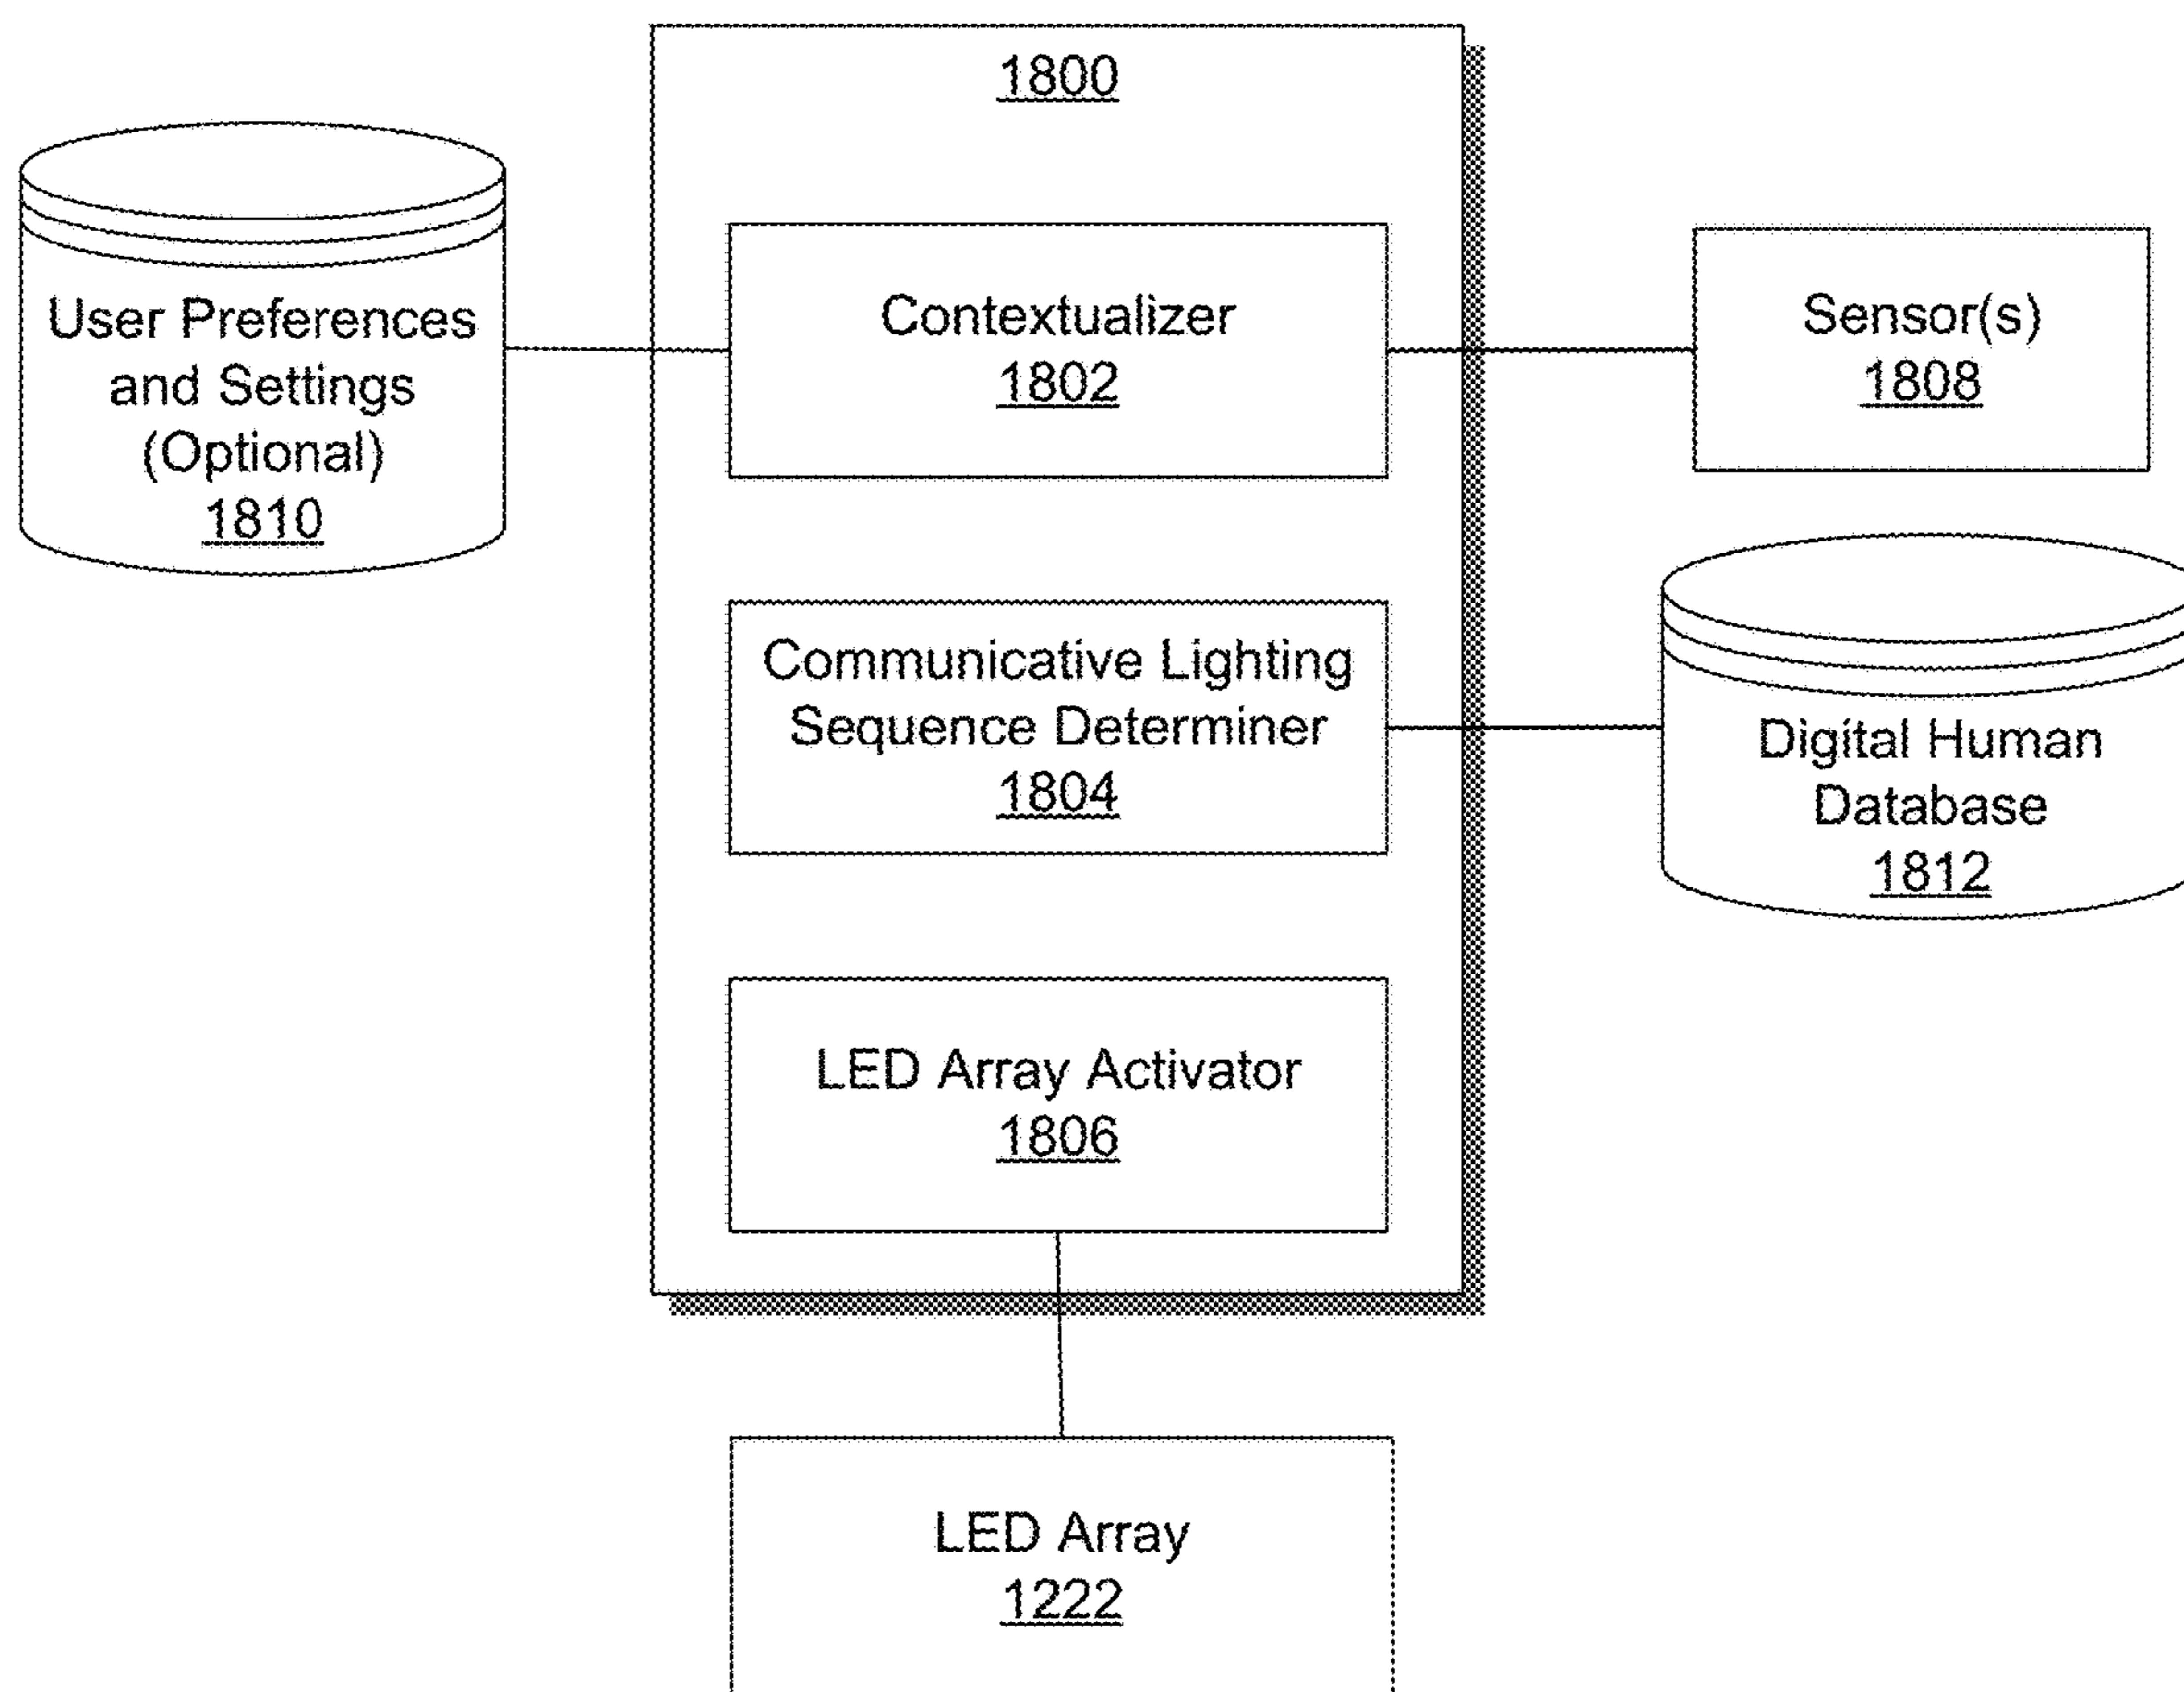 1800
User Preferences
and Settings
(Optional)
1810
Contextualizer
1802
Sensor(s)
1808
Communicative Lighting
Sequence Determiner
1804
Digital Human
Database
1812
LED Array Activator
1806
LED Array
1222